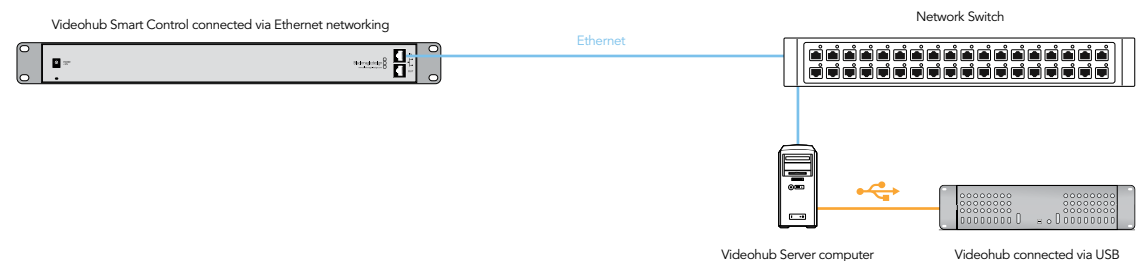 Network Switch
Videohub Smart Control connected via Ethernet networking
Ethernet
Videohub Server computer
Videohub connected via USB